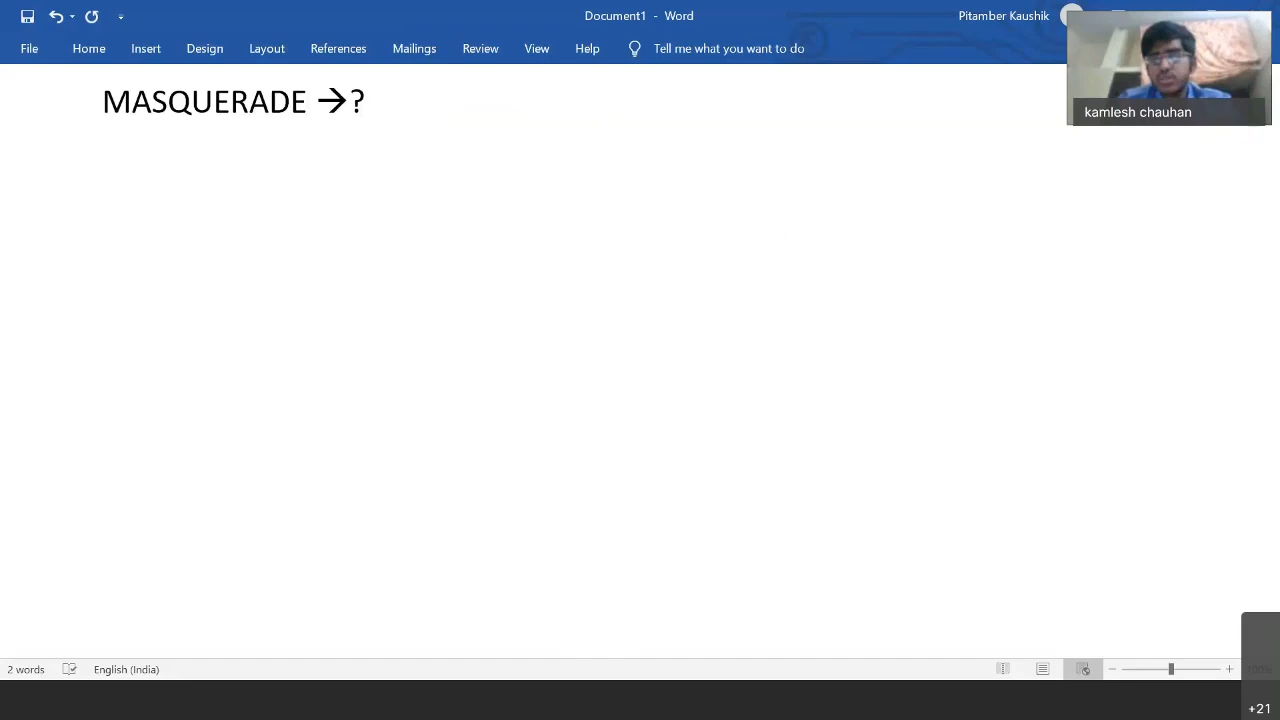 Document1 - Word
Pitamber Kaushik
File Home Insert Design Layout References Mailings Review View Help Tell me what you want to do
kamlesh chauhan
MASQUERADE →?
2 words English (India)
+21